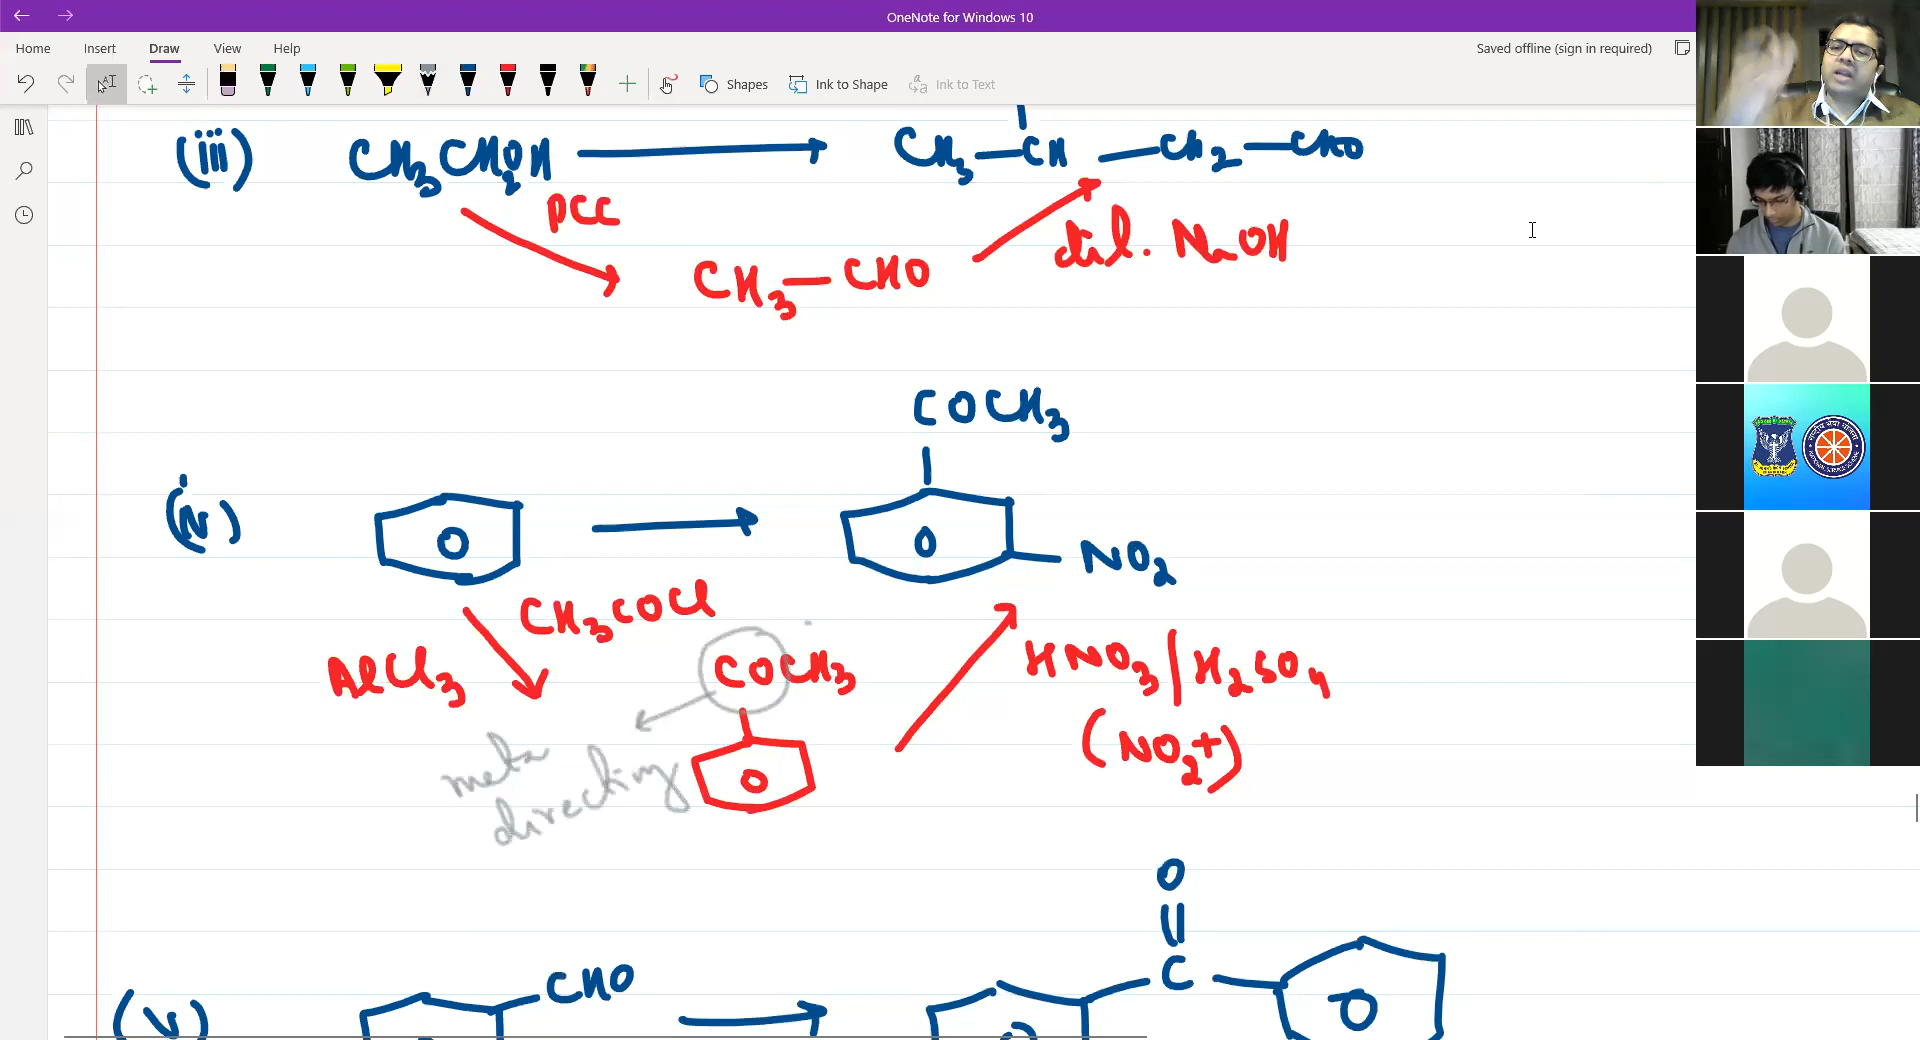 OneNote for Windows 10
Home Insert Draw View Help
Saved offline (sign in required)
Shapes Ink to Shape Ink to Text
(iii) CH3CH2OH CH3—CH—CH2—CHO
PCC
dil. NaOH
CH3—CHO
COCH3
(iv)
NO2
CH3COCl
AlCl3
COCH3
HNO3/H2SO4
(NO2+)
meta
directing
O
C
CHO
(v)